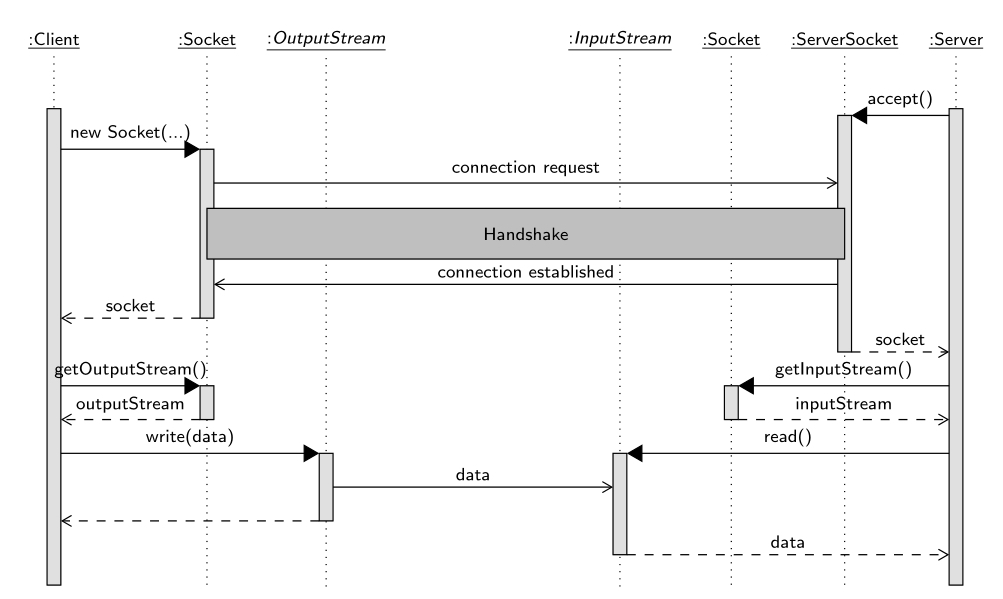 :Client
:Socket
:OutputStream
:InputStream
:Socket
:ServerSocket
:Server
accept()
new Socket(...)
connection request
Handshake
connection established
socket
socket
getOutputStream()
getInputStream()
outputStream
inputStream
write(data)
read()
data
data